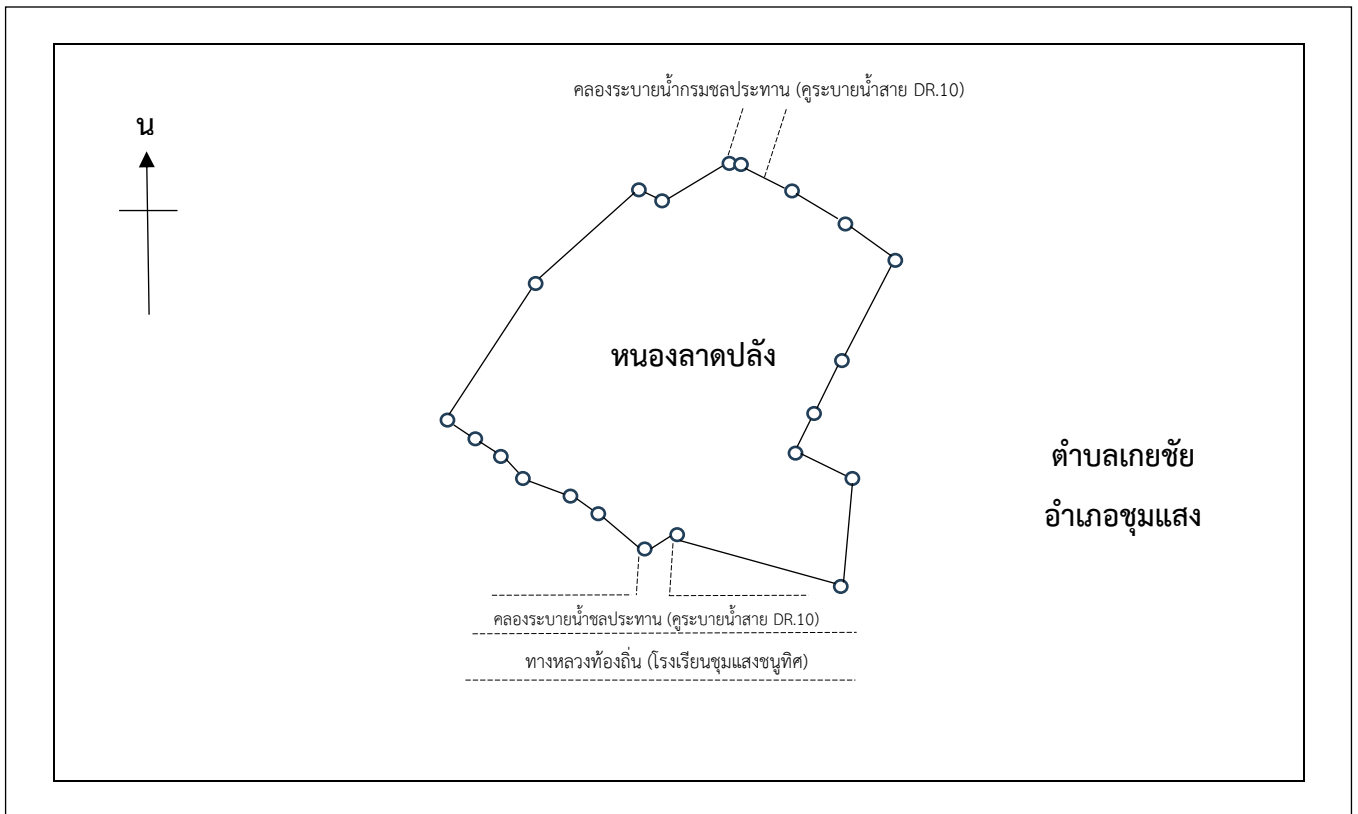 คลองระบายน้ำกรมชลประทาน (คูระบายน้ำสาย DR.10)
น
หนองลาดปลัง
ตำบลเกยชัย
อำเภอชุมแสง
คลองระบายน้ำชลประทาน (คูระบายน้ำสาย DR.10)
ทางหลวงท้องถิ่น (โรงเรียนชุมแสงชนูทิศ)